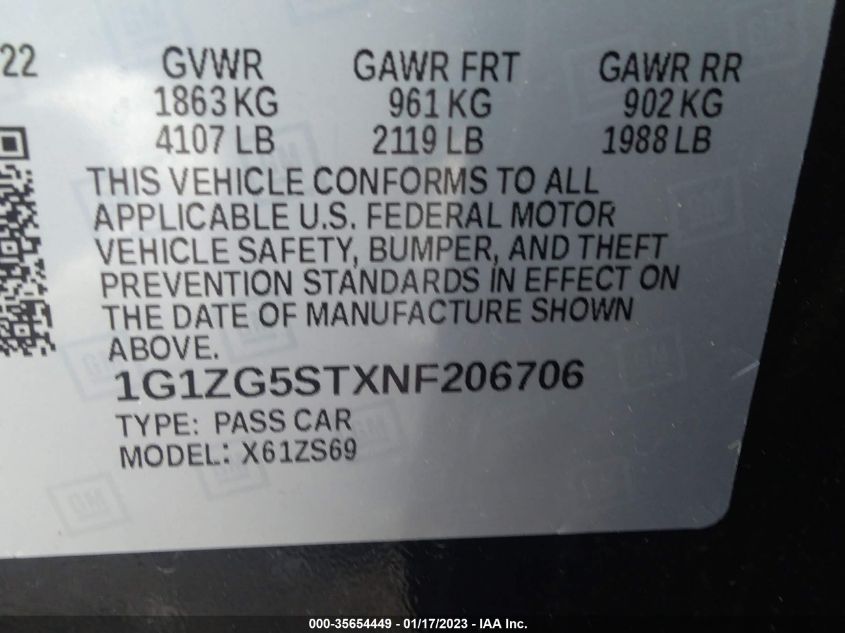 22
GVWR GAWR FRT GAWR RR
1863 KG 961 KG 902 KG
4107 LB 2119 LB 1988 LB
THIS VEHICLE CONFORMS TO ALL
APPLICABLE U.S. FEDERAL MOTOR
VEHICLE SAFETY, BUMPER, AND THEFT
PREVENTION STANDARDS IN EFFECT ON
THE DATE OF MANUFACTURE SHOWN
ABOVE.
1G1ZG5STXNF206706
TYPE: PASS CAR
MODEL: X61ZS69
000-35654449 - 01/17/2023 - IAA Inc.